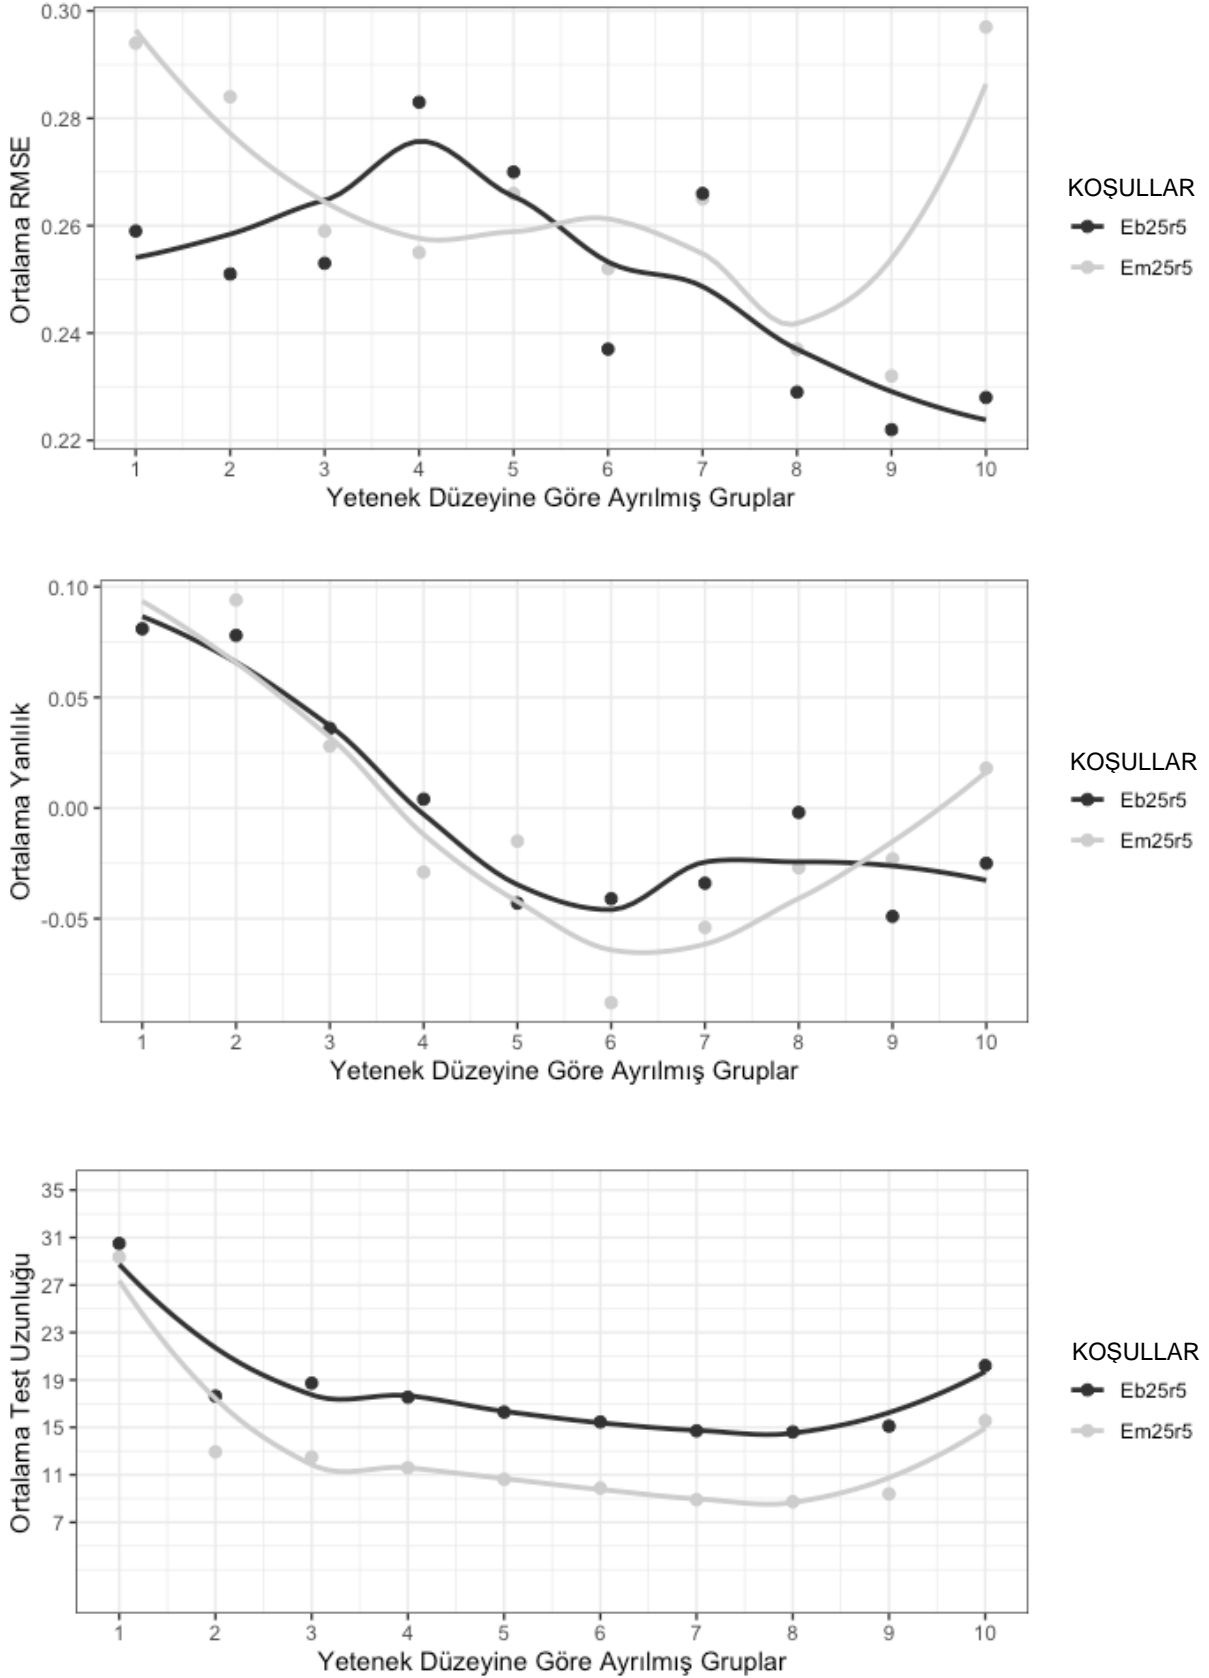 Ortalama RMSE
0.30
0.28
0.26
0.24
0.22
1 2 3 4 5 6 7 8 9 10
Yetenek Düzeyine Göre Ayrılmış Gruplar
KOŞULLAR
Eb25r5
Em25r5
Ortalama Yanlılık
0.10
0.05
0.00
-0.05
1 2 3 4 5 6 7 8 9 10
Yetenek Düzeyine Göre Ayrılmış Gruplar
KOŞULLAR
Eb25r5
Em25r5
Ortalama Test Uzunluğu
35
31
27
23
19
15
11
7
1 2 3 4 5 6 7 8 9 10
Yetenek Düzeyine Göre Ayrılmış Gruplar
KOŞULLAR
Eb25r5
Em25r5